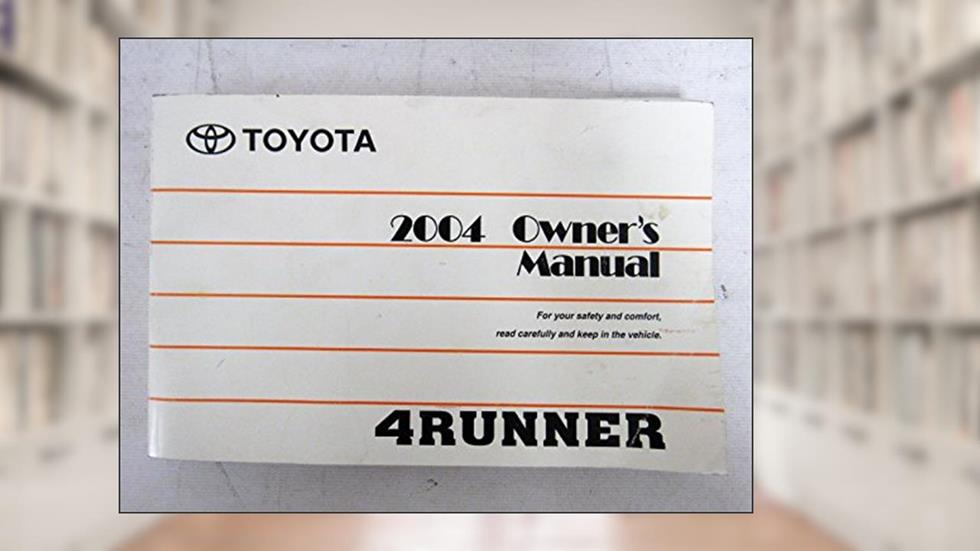 TOYOTA
2004 Owner's
Manual
For your safety and comfort,
read carefully and keep in the vehicle.
4RUNNER